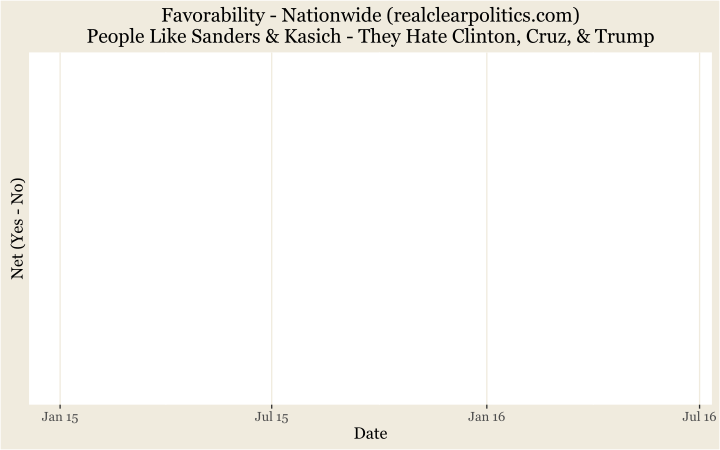 Favorability - Nationwide (realclearpolitics.com)
People Like Sanders & Kasich - They Hate Clinton, Cruz, & Trump
Net (Yes - No)
Jan 15
Jul 15
Jan 16
Jul 16
Date